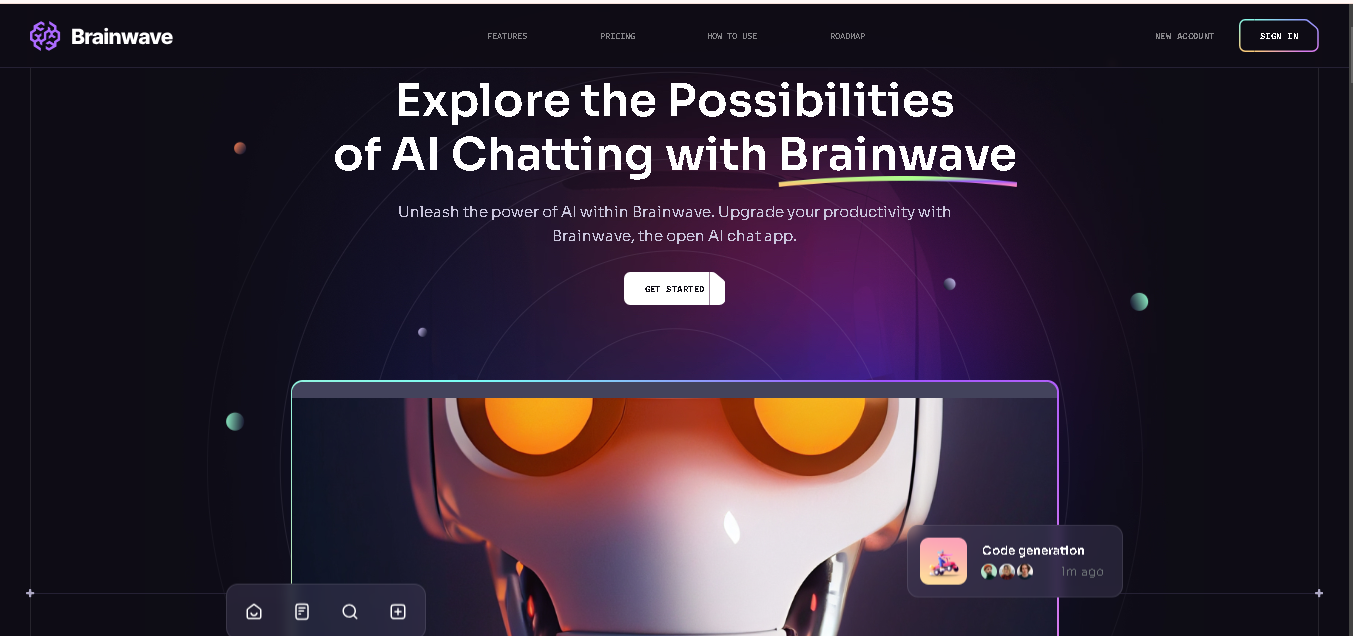 Brainwave
FEATURES
PRICING
HOW TO USE
ROADMAP
NEW ACCOUNT
SIGN IN
Explore the Possibilities
of AI Chatting with Brainwave
Unleash the power of AI within Brainwave. Upgrade your productivity with
Brainwave, the open AI chat app.
GET STARTED
Code generation
1m ago